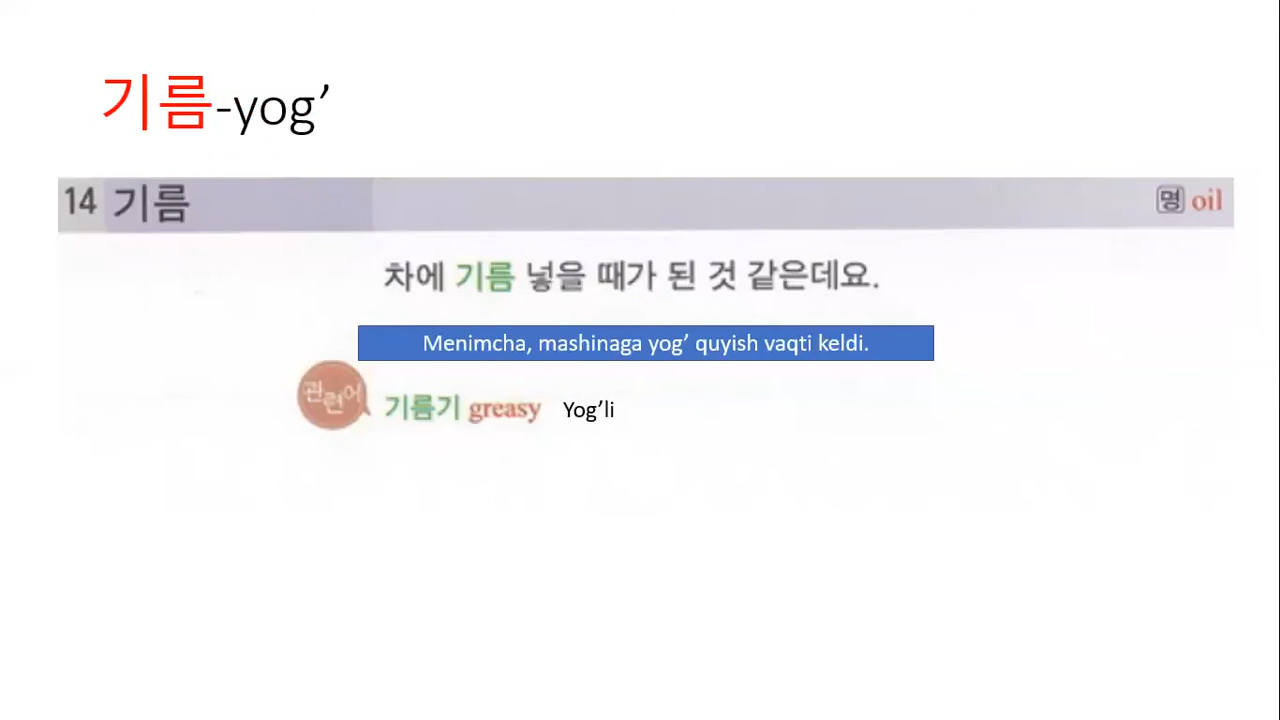 기름-yog’
14 기름 명 oil
차에 기름 넣을 때가 된 것 같은데요.
Menimcha, mashinaga yog’ quyish vaqti keldi.
관련어 기름기 greasy Yog’li